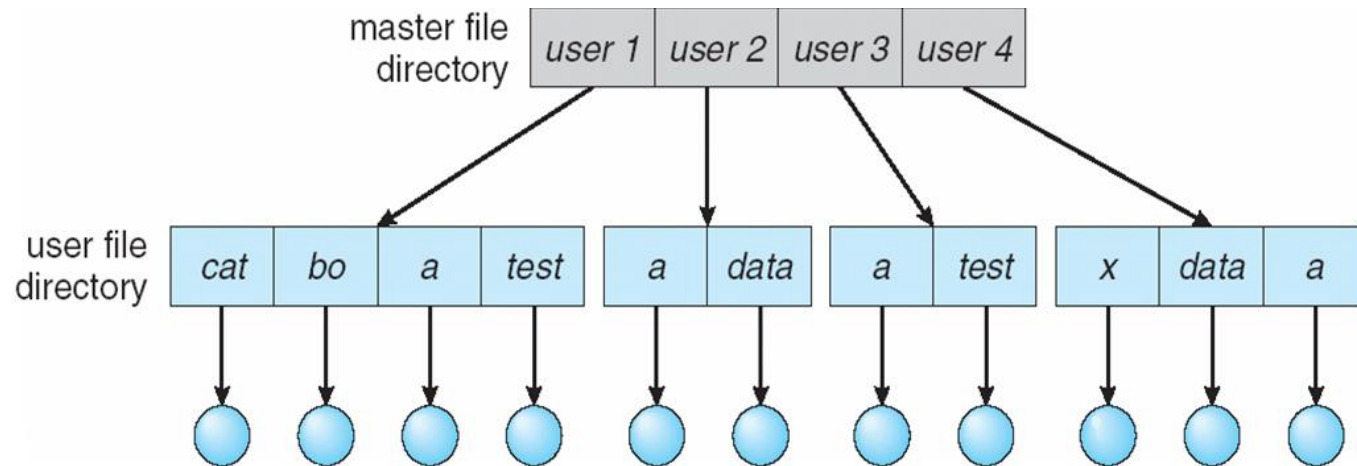 master file
directory
user 1 user 2 user 3 user 4
user file
directory
cat bo a test a data a test x data a